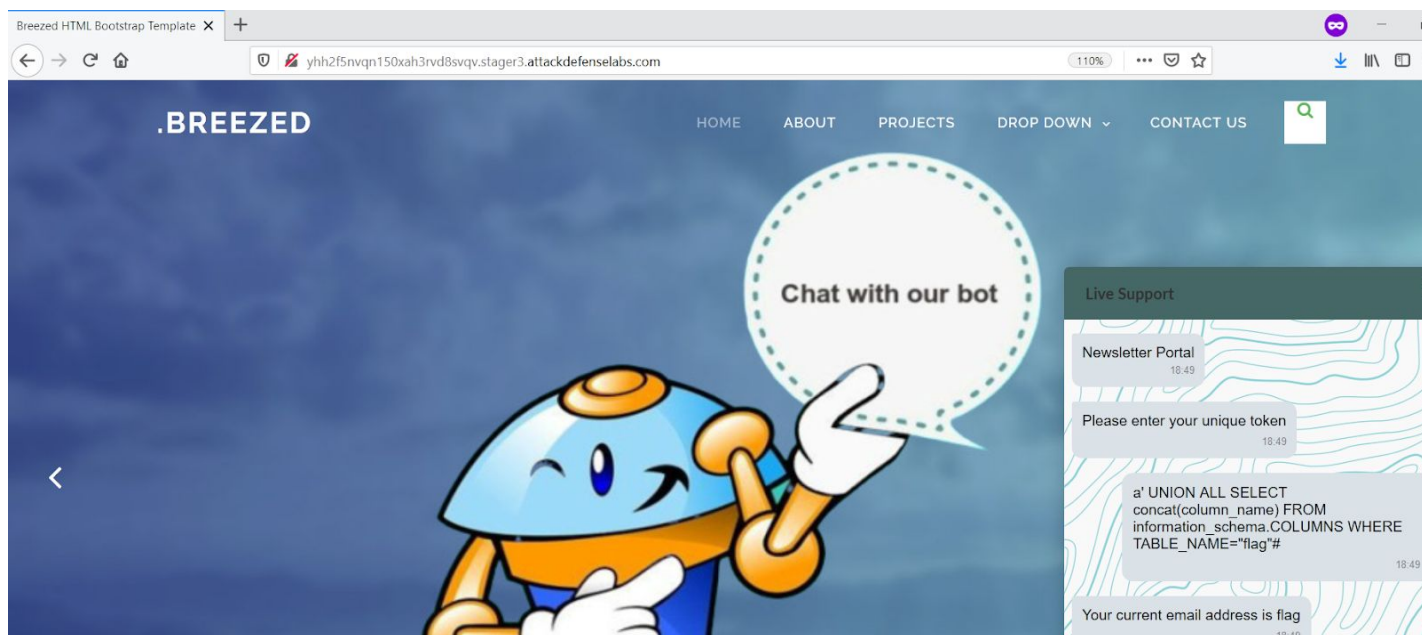 Breezed HTML Bootstrap Template
yhh2f5nvqn150xah3rvd8svqv.stager3.attackdefenselabs.com
110%
.BREEZED
HOME
ABOUT
PROJECTS
DROP DOWN
CONTACT US
Chat with our bot
Live Support
Newsletter Portal
18:49
Please enter your unique token
18:49
a' UNION ALL SELECT
concat(column_name) FROM
information_schema.COLUMNS WHERE
TABLE_NAME="flag"#
18:49
Your current email address is flag